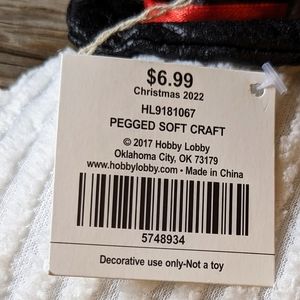 $6.99
Christmas 2022
HL9181067
PEGGED SOFT CRAFT
© 2017 Hobby Lobby
Oklahoma City, OK 73179
www.hobbylobby.com • Made in China
5748934
Decorative use only-Not a toy